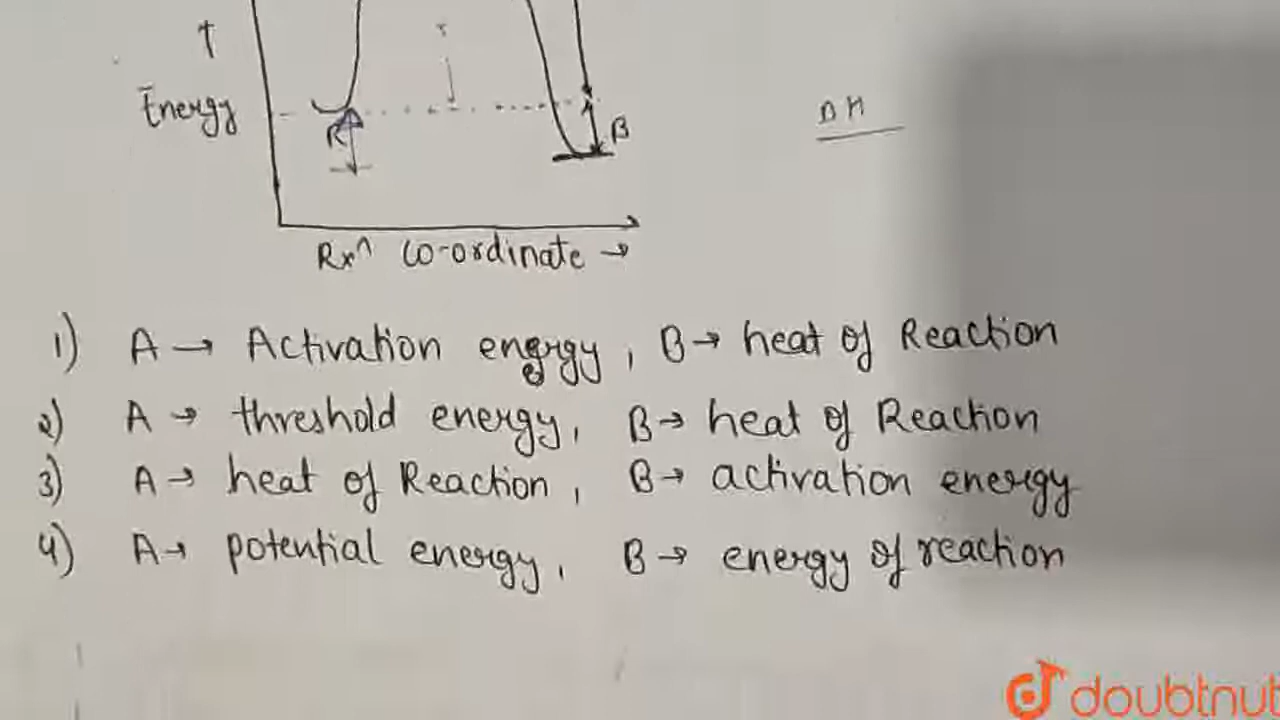 ↑
Energy
R
B
ΔH
Rxn co-ordinate →
1) A → Activation energy, B → heat of Reaction
2) A → threshold energy, B → heat of Reaction
3) A → heat of Reaction, B → activation energy
4) A → potential energy, B → energy of reaction
doubtnut